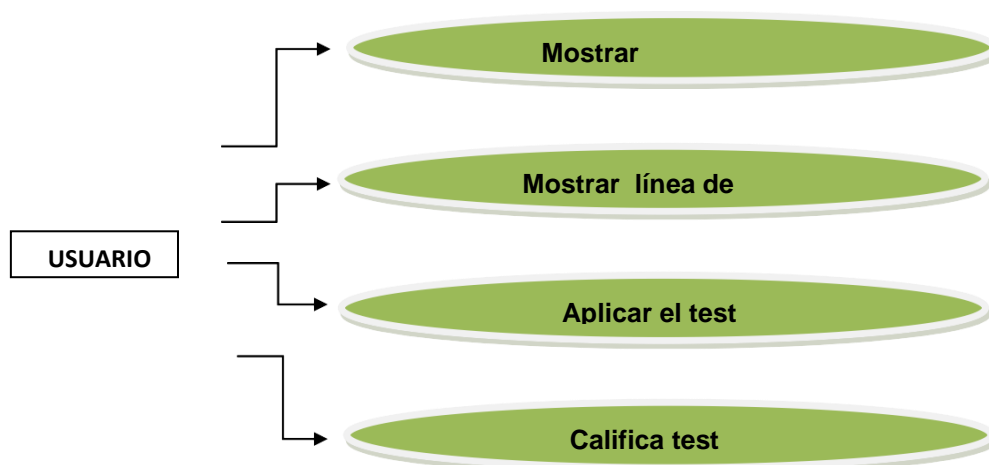 Mostrar
Mostrar línea de
USUARIO
Aplicar el test
Califica test